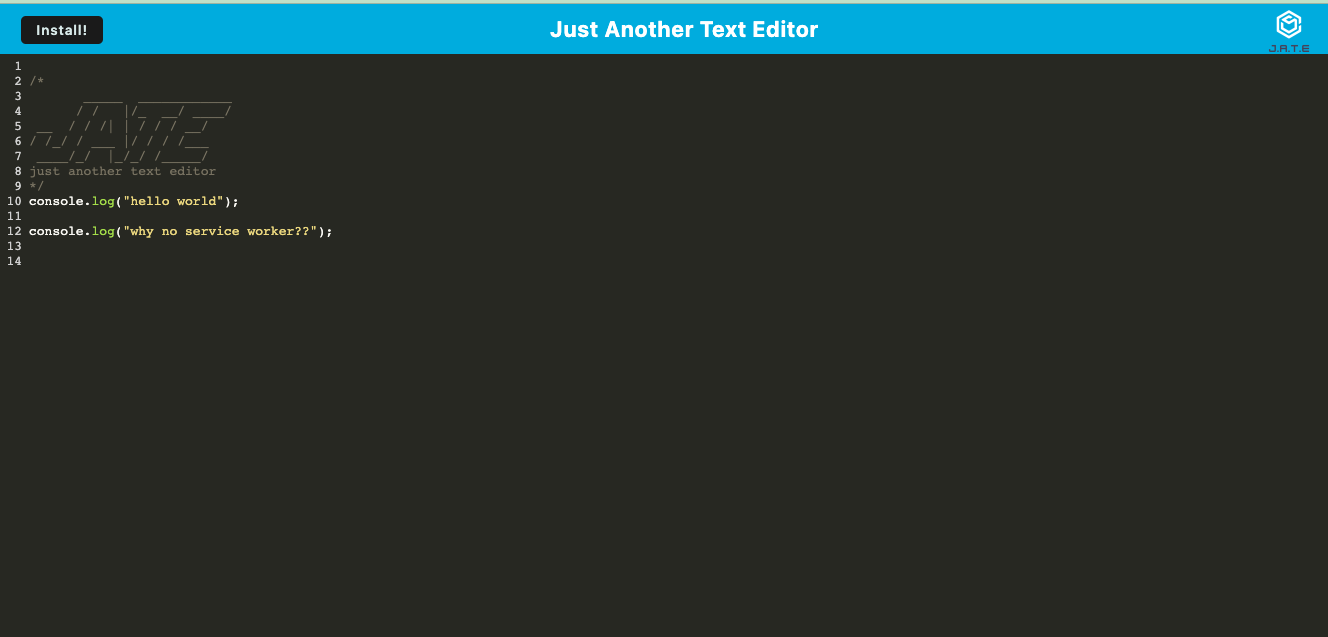 Install!
Just Another Text Editor
J.A.T.E
1
2 /*
3       _____  ____________
4      / /   |/_  __/ ____/
5 __  / / /| | / / / __/
6 / /_/ / ___ |/ / / /___
7 ____/_/  |_/_/ /_____/
8 just another text editor
9 */
10 console.log("hello world");
11
12 console.log("why no service worker??");
13
14